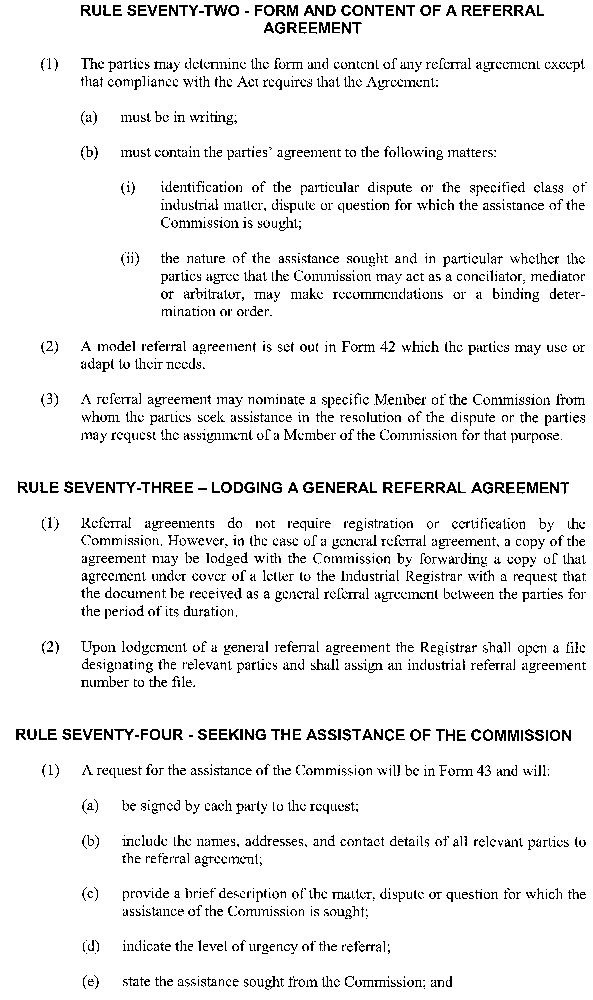 RULE SEVENTY-TWO - FORM AND CONTENT OF A REFERRAL
AGREEMENT
(1) The parties may determine the form and content of any referral agreement except
that compliance with the Act requires that the Agreement:
(a) must be in writing;
(b) must contain the parties’ agreement to the following matters:
(i) identification of the particular dispute or the specified class of
industrial matter, dispute or question for which the assistance of the
Commission is sought;
(ii) the nature of the assistance sought and in particular whether the
parties agree that the Commission may act as a conciliator, mediator
or arbitrator, may make recommendations or a binding deter-
mination or order.
(2) A model referral agreement is set out in Form 42 which the parties may use or
adapt to their needs.
(3) A referral agreement may nominate a specific Member of the Commission from
whom the parties seek assistance in the resolution of the dispute or the parties
may request the assignment of a Member of the Commission for that purpose.
RULE SEVENTY-THREE – LODGING A GENERAL REFERRAL AGREEMENT
(1) Referral agreements do not require registration or certification by the
Commission. However, in the case of a general referral agreement, a copy of the
agreement may be lodged with the Commission by forwarding a copy of that
agreement under cover of a letter to the Industrial Registrar with a request that
the document be received as a general referral agreement between the parties for
the period of its duration.
(2) Upon lodgement of a general referral agreement the Registrar shall open a file
designating the relevant parties and shall assign an industrial referral agreement
number to the file.
RULE SEVENTY-FOUR - SEEKING THE ASSISTANCE OF THE COMMISSION
(1) A request for the assistance of the Commission will be in Form 43 and will:
(a) be signed by each party to the request;
(b) include the names, addresses, and contact details of all relevant parties to
the referral agreement;
(c) provide a brief description of the matter, dispute or question for which the
assistance of the Commission is sought;
(d) indicate the level of urgency of the referral;
(e) state the assistance sought from the Commission; and